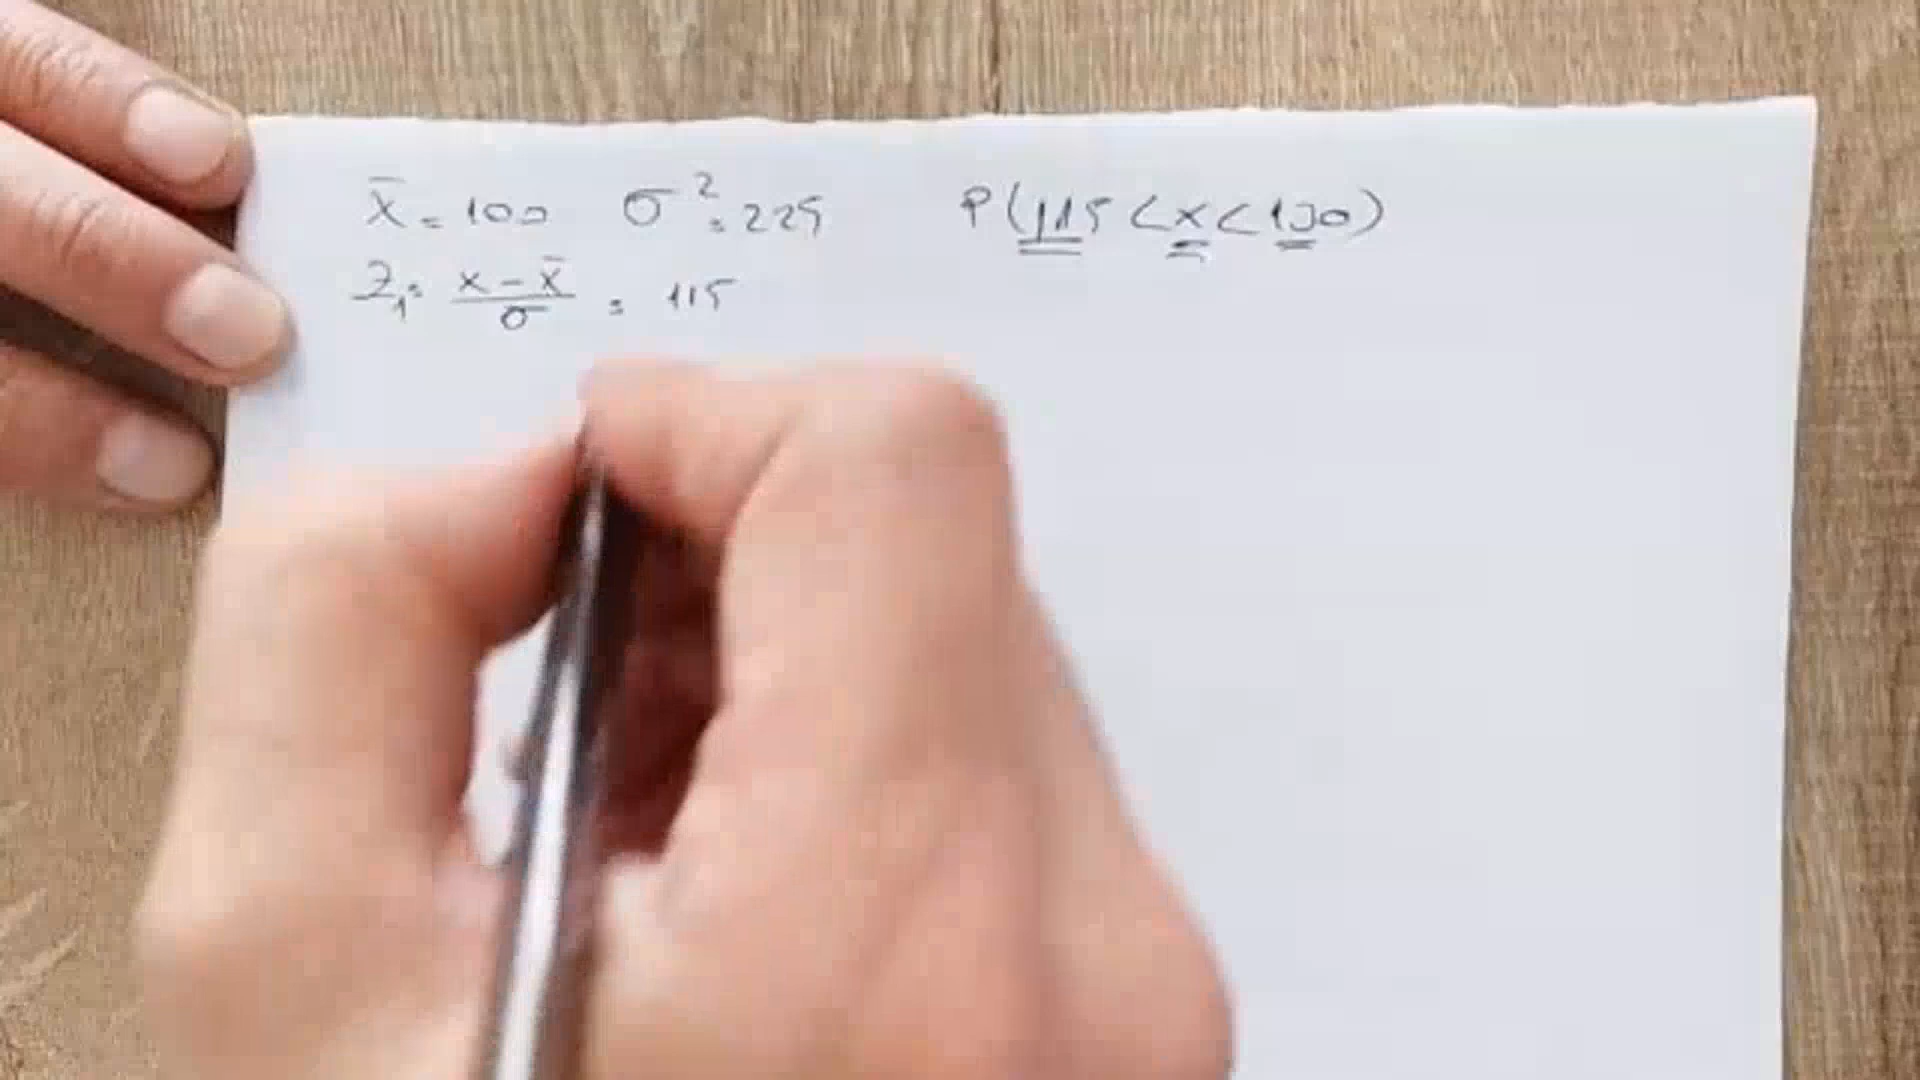 x̄ = 100 σ² = 225 P(115 < x < 130)
Z₁ = (x - x̄)/σ = 115